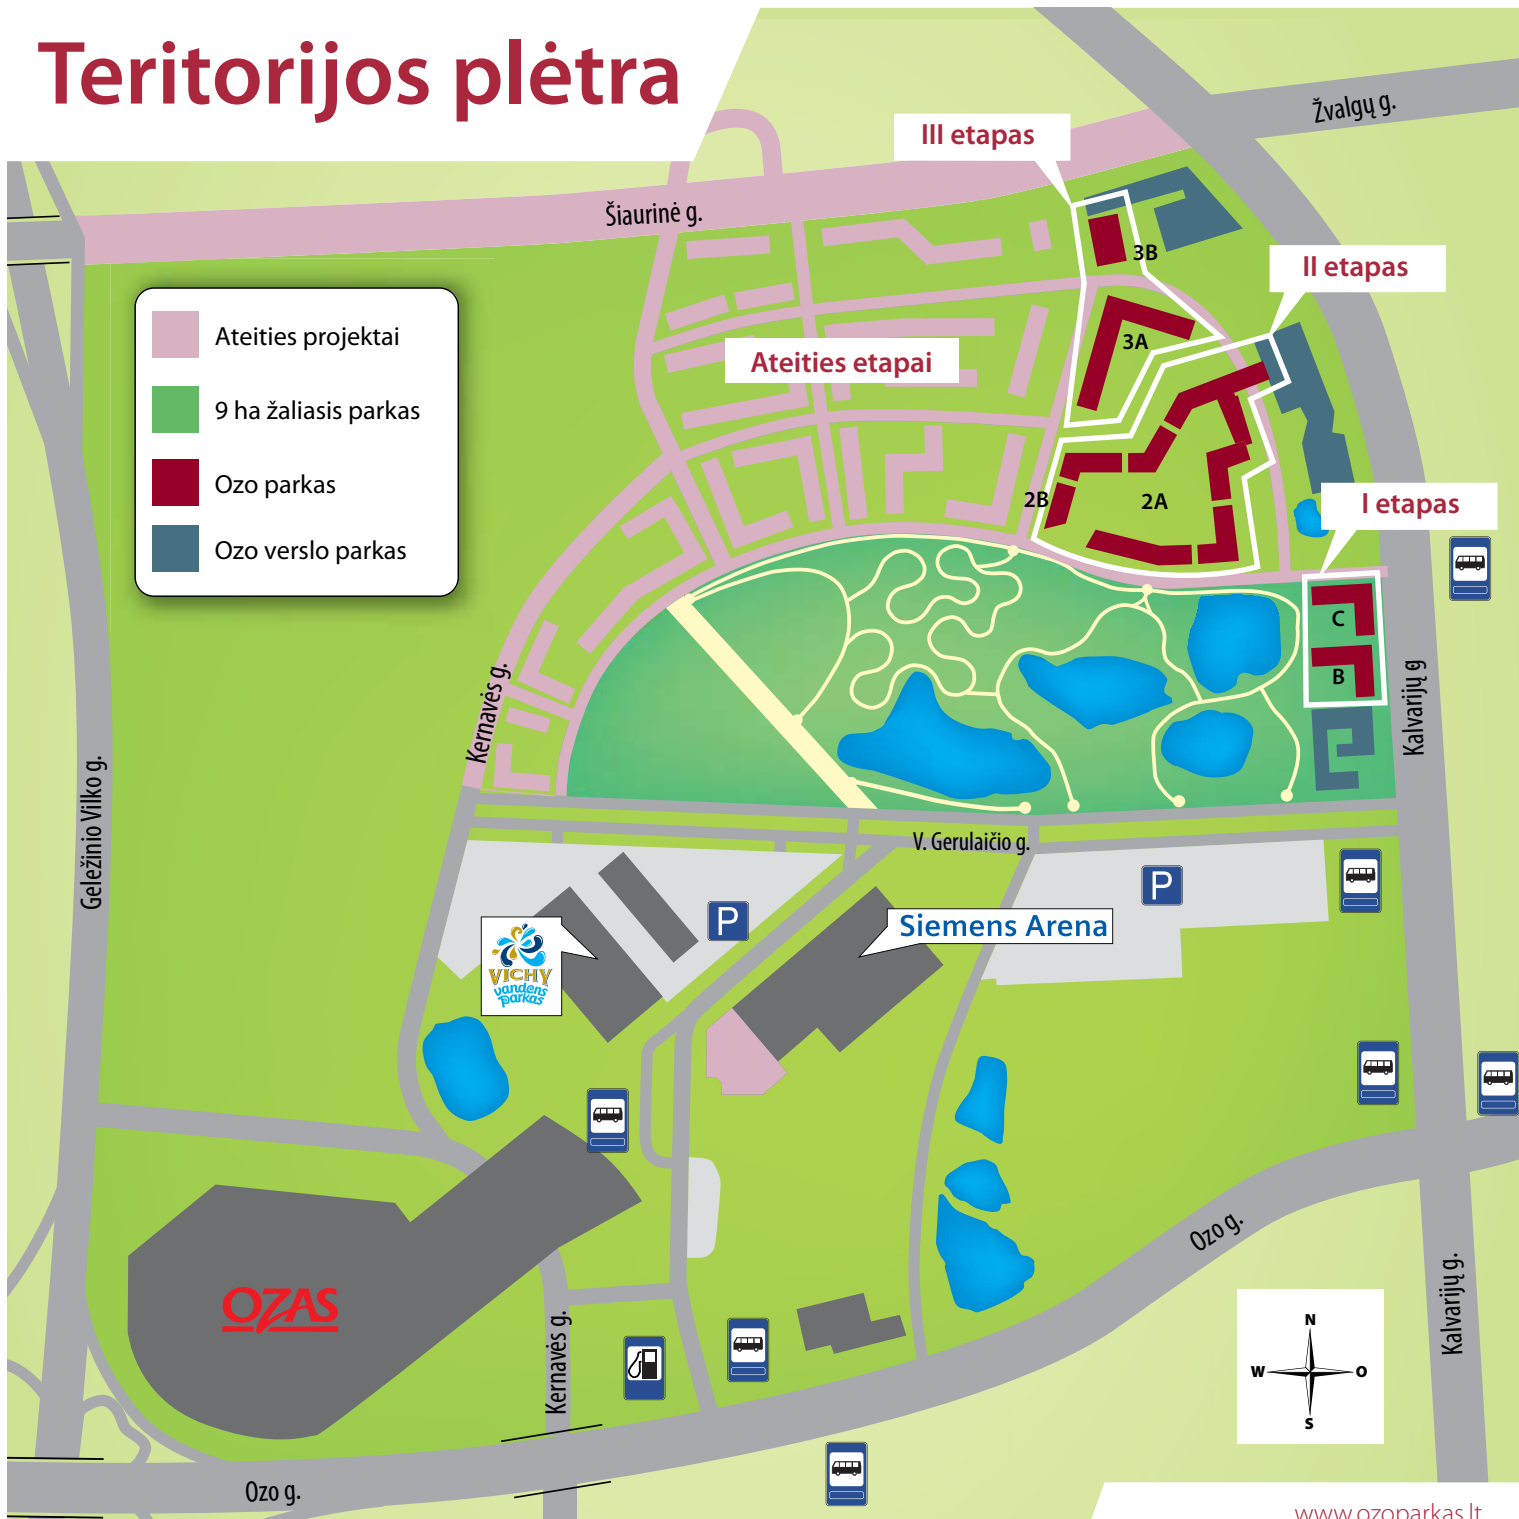 Teritorijos plėtra
Žvalgų g.
III etapas
Šiaurinė g.
3B
II etapas
Ateities projektai
9 ha žaliasis parkas
Ozo parkas
Ozo verslo parkas
3A
Ateities etapai
2B
2A
I etapas
C
B
Kernavės g.
Kalvarijų g
Geležinio Vilko g.
V. Gerulaičio g.
P
P
Siemens Arena
VICHY
vandens
parkas
Ozo g.
OZAS
Kernavės g.
Kalvarijų g.
N
W
O
S
Ozo g.
www.ozoparkas.lt